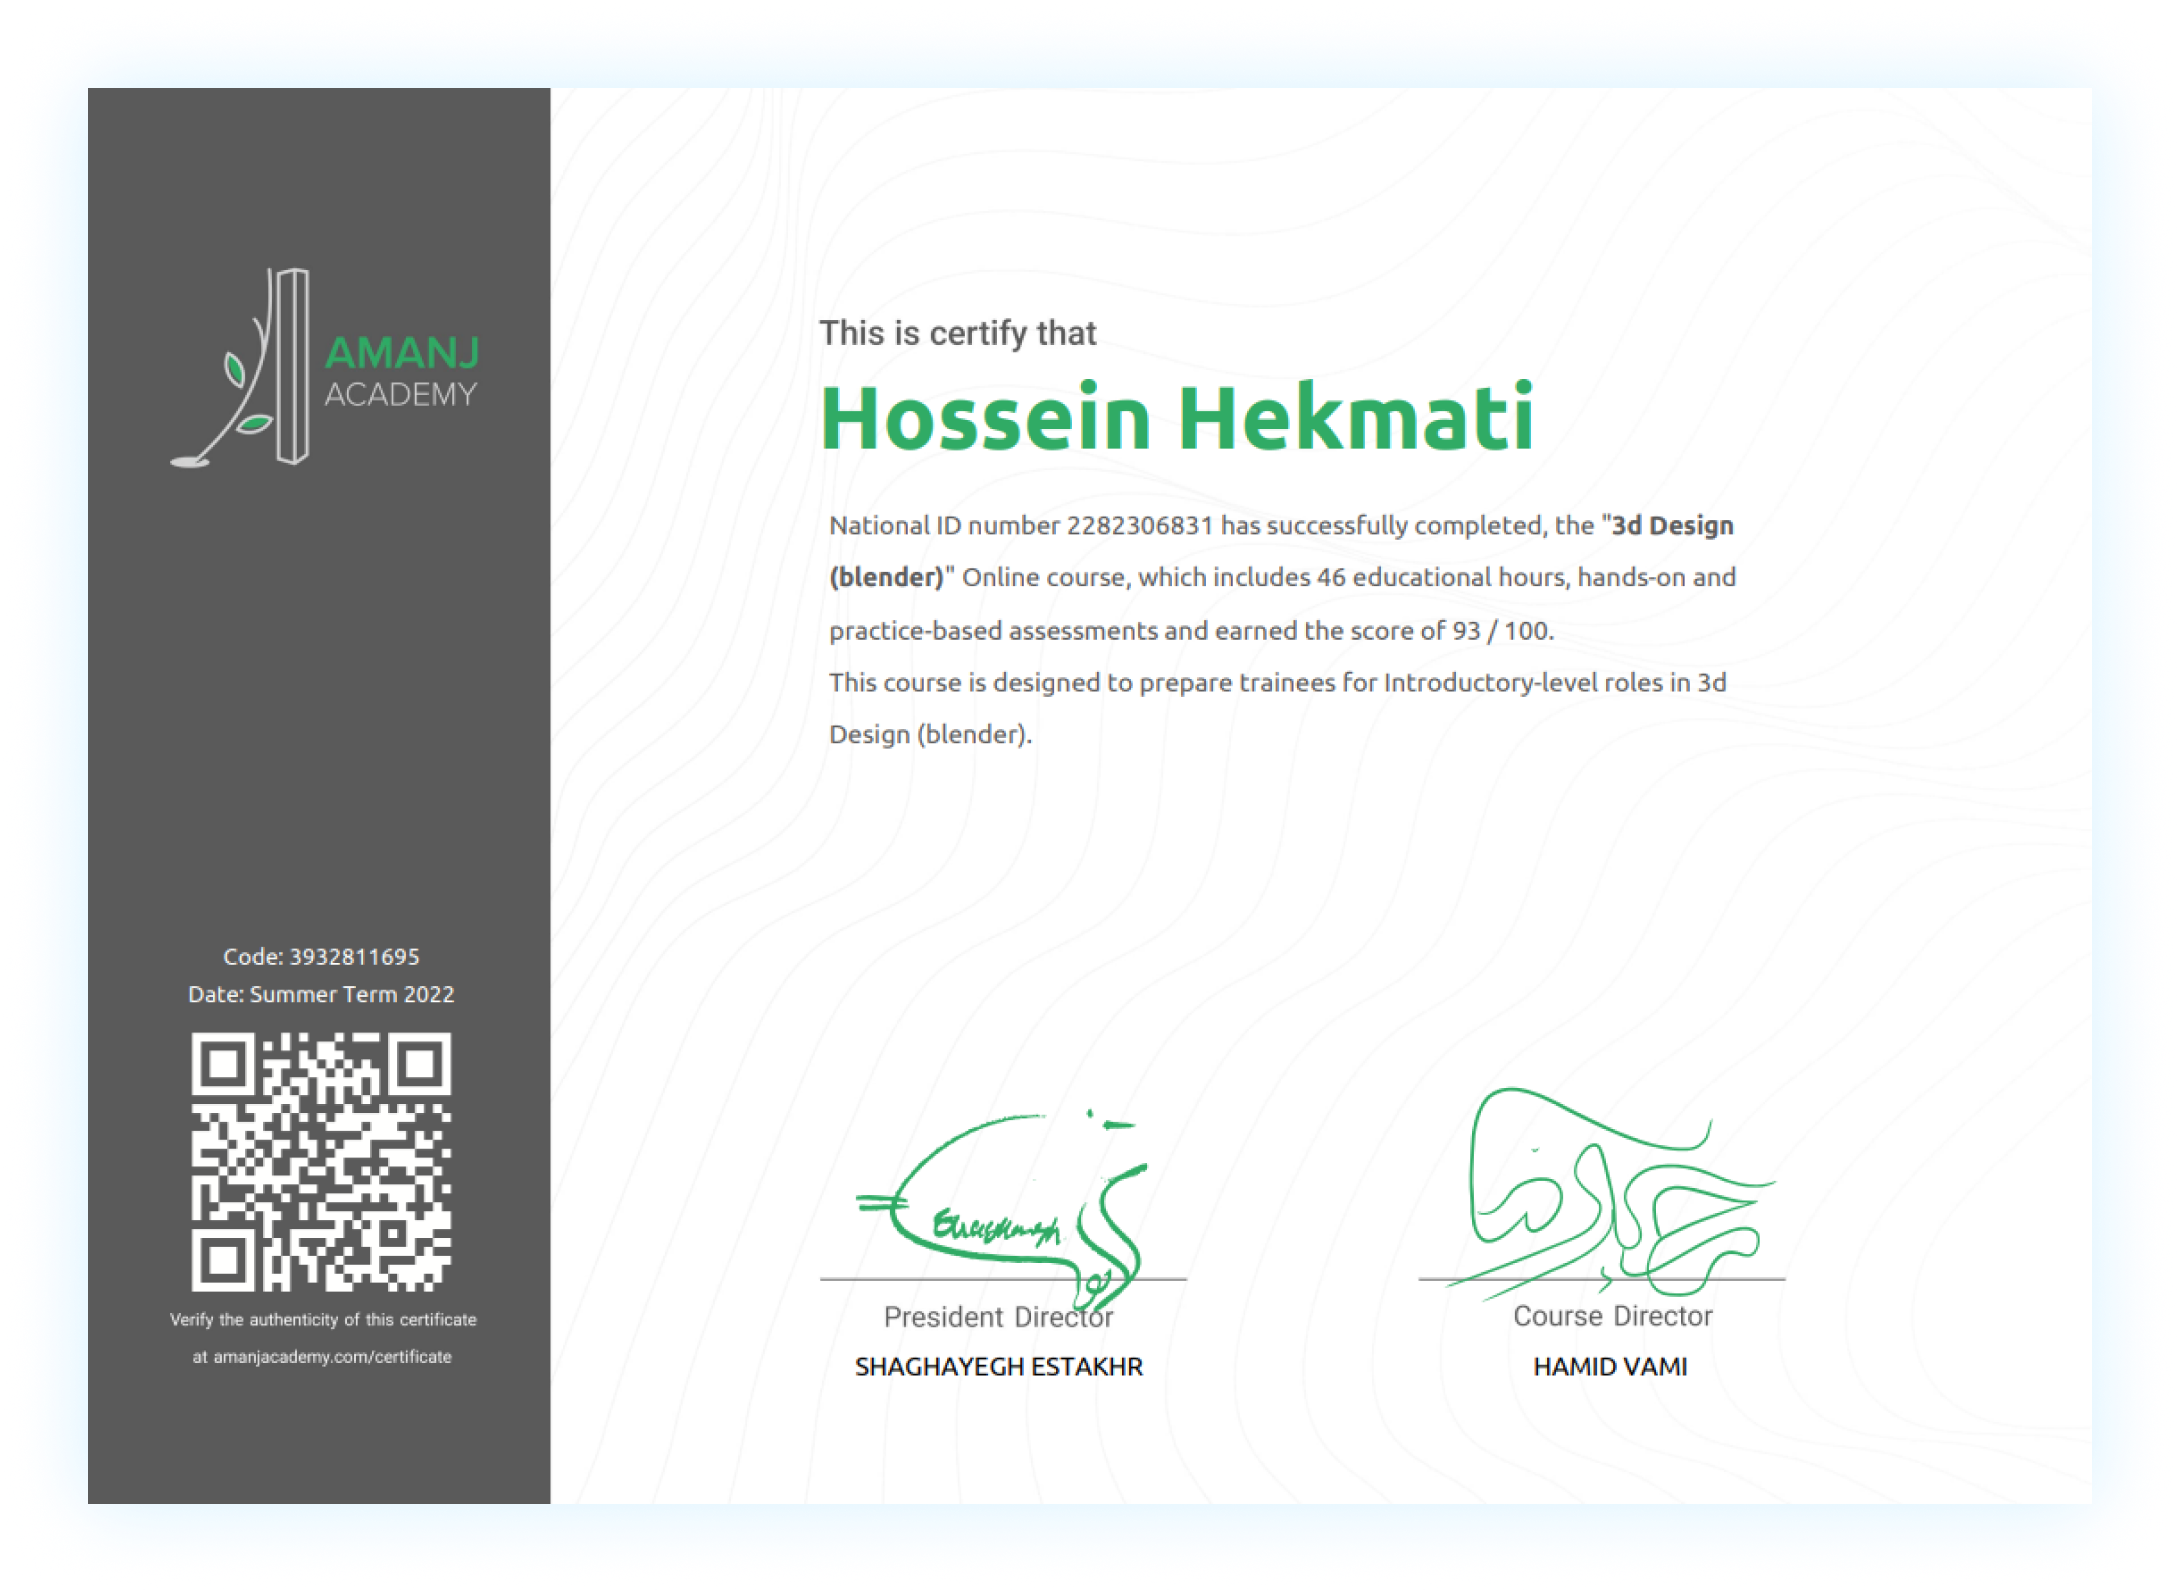 AMANJ
ACADEMY
This is certify that
Hossein Hekmati
National ID number 2282306831 has successfully completed, the "3d Design
(blender)" Online course, which includes 46 educational hours, hands-on and
practice-based assessments and earned the score of 93 / 100.
This course is designed to prepare trainees for Introductory-level roles in 3d
Design (blender).
Code: 3932811695
Date: Summer Term 2022
Verify the authenticity of this certificate
at amanjacademy.com/certificate
President Director
SHAGHAYEGH ESTAKHR
Course Director
HAMID VAMI